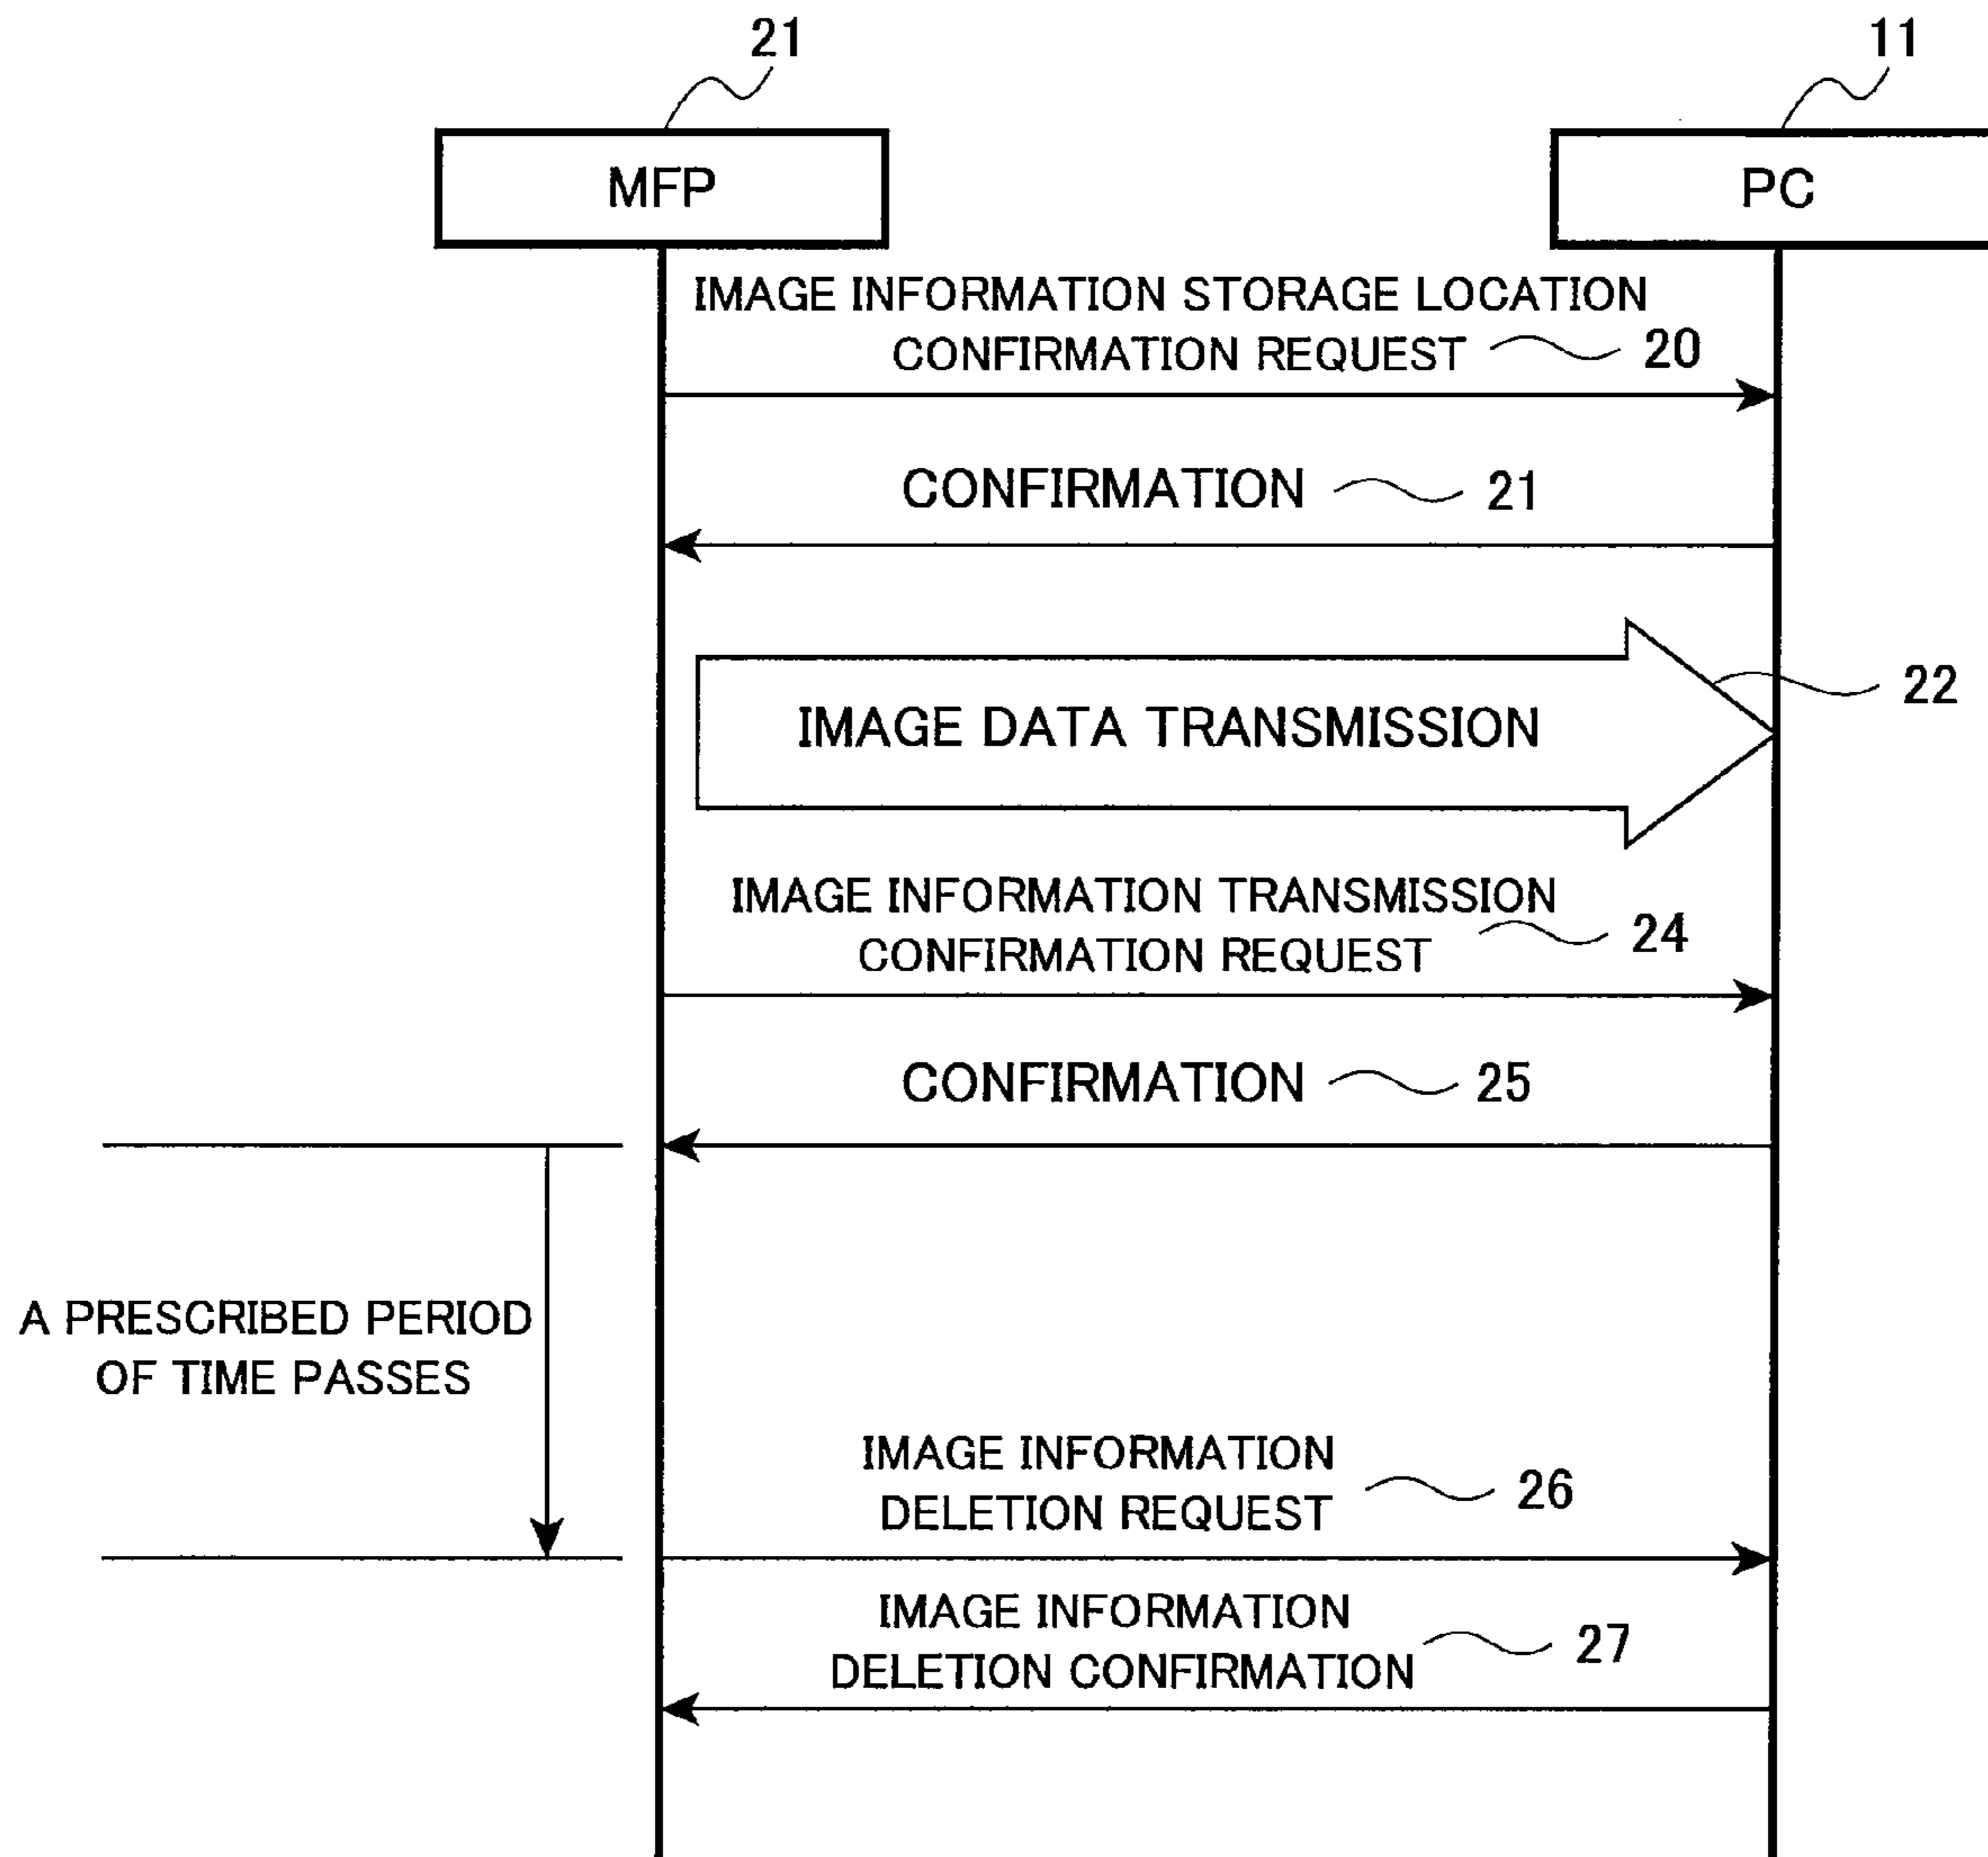 21
11
MFP
PC
IMAGE INFORMATION STORAGE LOCATION
CONFIRMATION REQUEST 20
CONFIRMATION 21
22
IMAGE DATA TRANSMISSION
IMAGE INFORMATION TRANSMISSION
CONFIRMATION REQUEST 24
CONFIRMATION 25
A PRESCRIBED PERIOD
OF TIME PASSES
IMAGE INFORMATION
DELETION REQUEST 26
IMAGE INFORMATION
DELETION CONFIRMATION 27